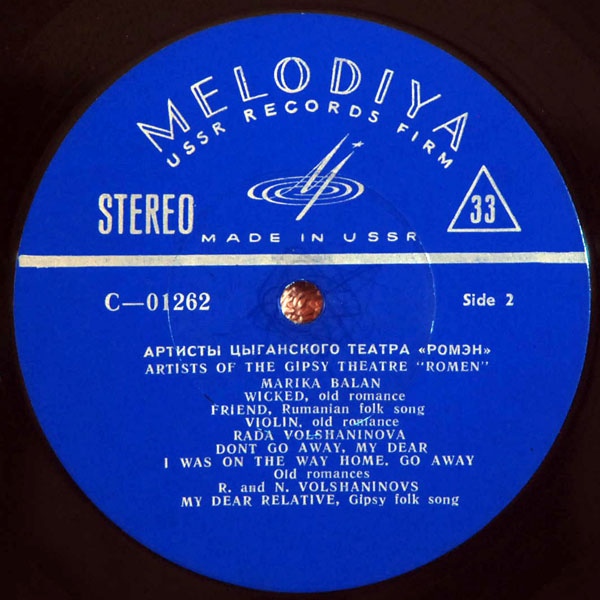 MELODIYA
USSR RECORDS FIRM
STEREO
33
MADE IN USSR
C—01262
Side 2
АРТИСТЫ ЦЫГАНСКОГО ТЕАТРА «РОМЭН»
ARTISTS OF THE GIPSY THEATRE "ROMEN"
MARIKA BALAN
WICKED, old romance
FRIEND, Rumanian folk song
VIOLIN, old romance
RADA VOLSHANINOVA
DONT GO AWAY, MY DEAR
I WAS ON THE WAY HOME. GO AWAY
Old romances
R. and N. VOLSHANINOVS
MY DEAR RELATIVE, Gipsy folk song